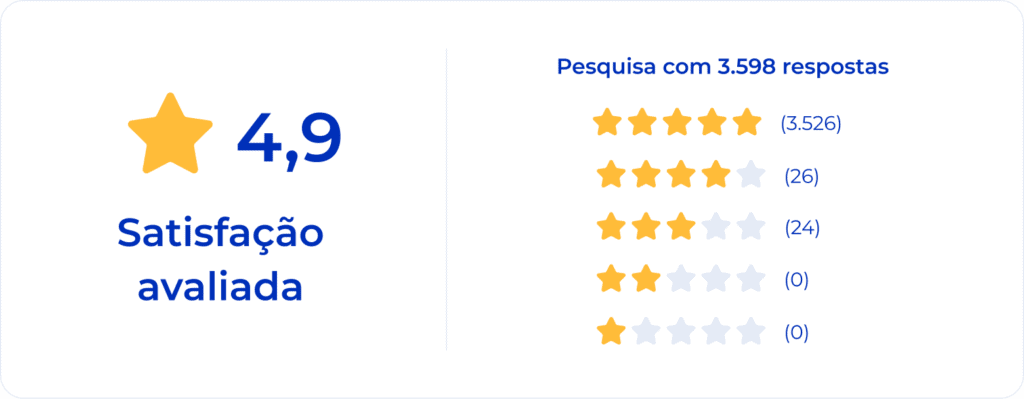 4,9
Satisfação
avaliada
Pesquisa com 3.598 respostas
(3.526)
(26)
(24)
(0)
(0)